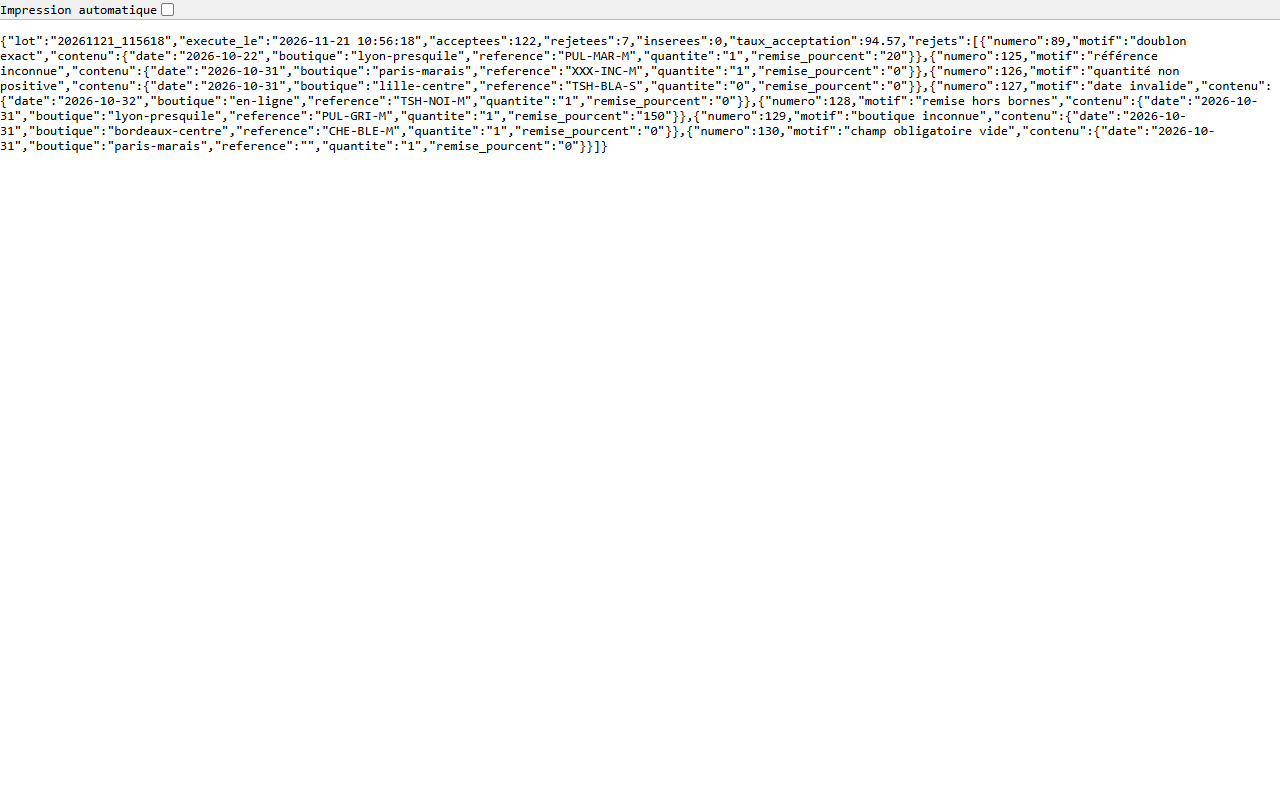 Impression automatique
{"lot":"20261121_115618","execute_le":"2026-11-21 10:56:18","acceptees":122,"rejetees":7,"inserees":0,"taux_acceptation":94.57,"rejets":[{"numero":89,"motif":"doublon
exact","contenu":{"date":"2026-10-22","boutique":"lyon-presquile","reference":"PUL-MAR-M","quantite":"1","remise_pourcent":"20"}},{"numero":125,"motif":"référence
inconnue","contenu":{"date":"2026-10-31","boutique":"paris-marais","reference":"XXX-INC-M","quantite":"1","remise_pourcent":"0"}},{"numero":126,"motif":"quantité non
positive","contenu":{"date":"2026-10-31","boutique":"lille-centre","reference":"TSH-BLA-S","quantite":"0","remise_pourcent":"0"}},{"numero":127,"motif":"date invalide","contenu":
{"date":"2026-10-32","boutique":"en-ligne","reference":"TSH-NOI-M","quantite":"1","remise_pourcent":"0"}},{"numero":128,"motif":"remise hors bornes","contenu":{"date":"2026-10-
31","boutique":"lyon-presquile","reference":"PUL-GRI-M","quantite":"1","remise_pourcent":"150"}},{"numero":129,"motif":"boutique inconnue","contenu":{"date":"2026-10-
31","boutique":"bordeaux-centre","reference":"CHE-BLE-M","quantite":"1","remise_pourcent":"0"}},{"numero":130,"motif":"champ obligatoire vide","contenu":{"date":"2026-10-
31","boutique":"paris-marais","reference":"","quantite":"1","remise_pourcent":"0"}}]}